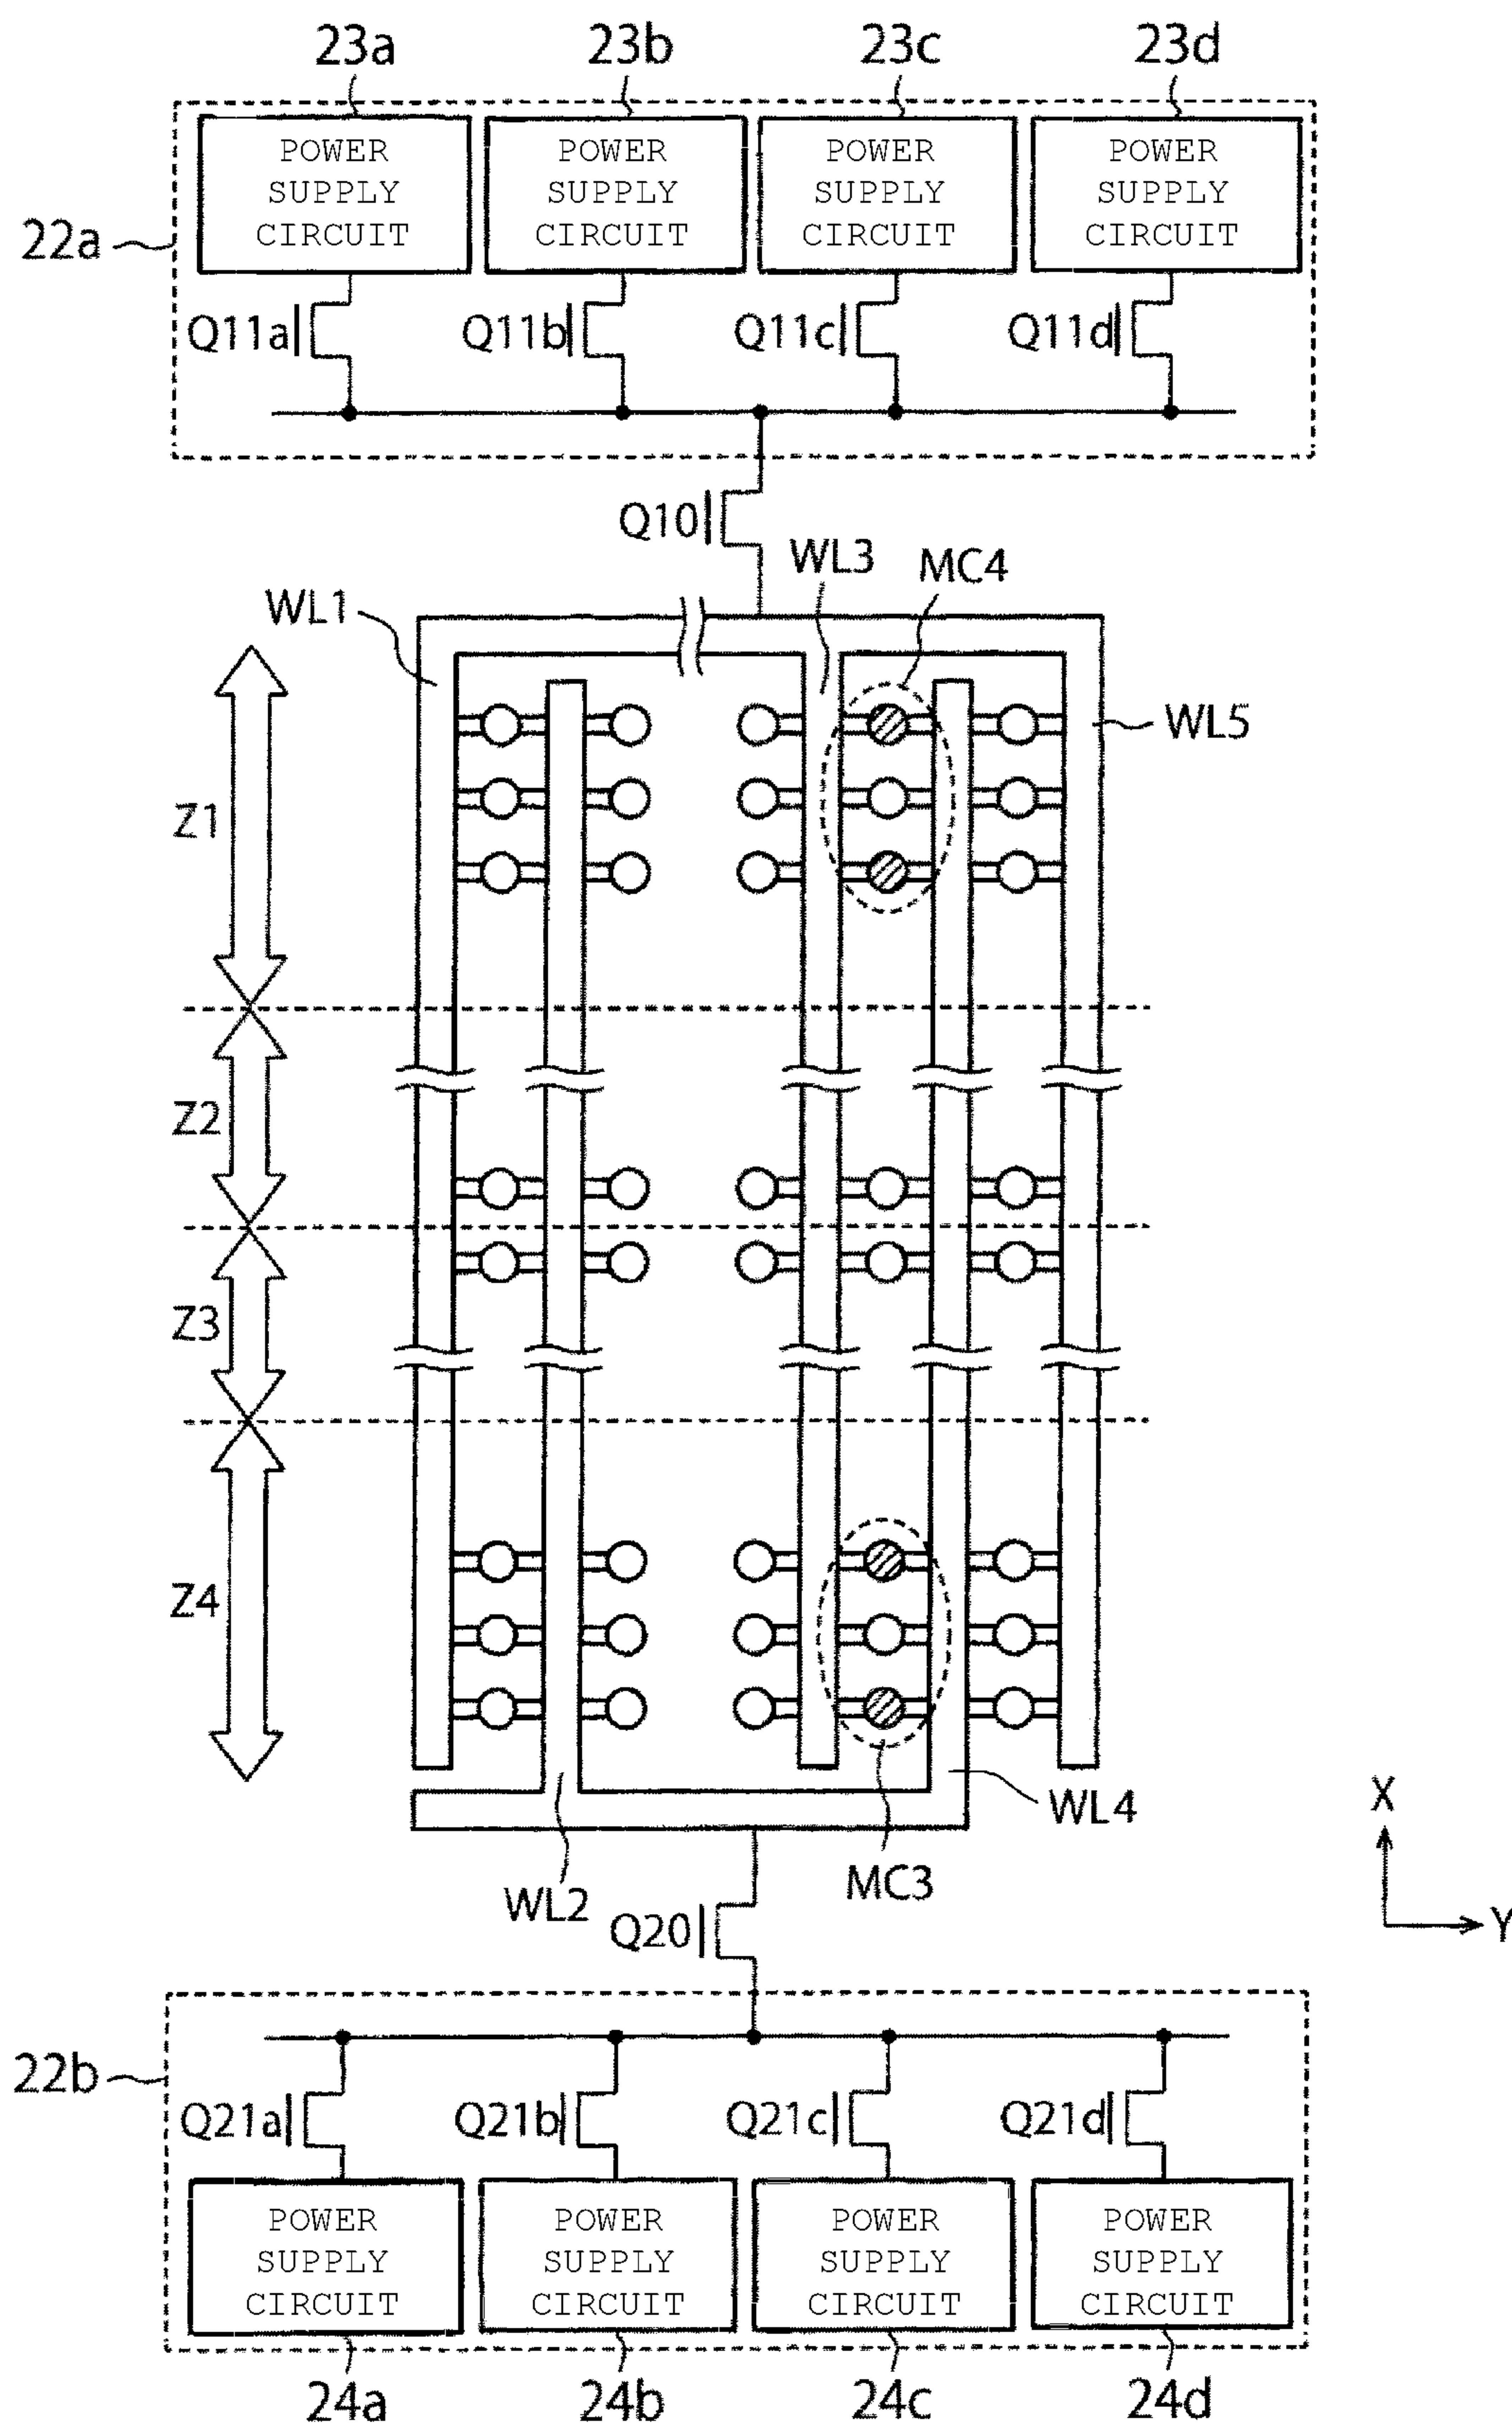 23a 23b 23c 23d
POWER SUPPLY CIRCUIT
POWER SUPPLY CIRCUIT
POWER SUPPLY CIRCUIT
POWER SUPPLY CIRCUIT
22a
Q11a Q11b Q11c Q11d
Q10
WL3 MC4
WL1
WL5
Z1
Z2
Z3
Z4
WL4
X
MC3
WL2
Q20
Y
22b
Q21a Q21b Q21c Q21d
POWER SUPPLY CIRCUIT
POWER SUPPLY CIRCUIT
POWER SUPPLY CIRCUIT
POWER SUPPLY CIRCUIT
24a 24b 24c 24d